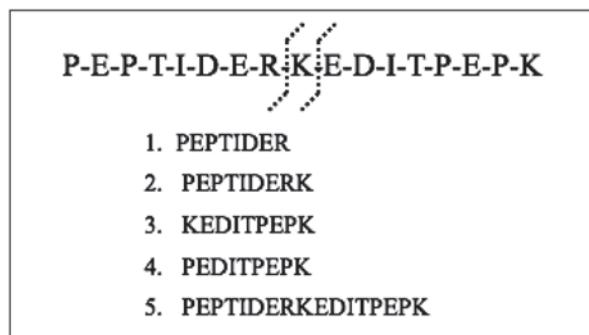 P-E-P-T-I-D-E-R-K-E-D-I-T-P-E-P-K
1. PEPTIDER
2. PEPTIDERK
3. KEDITPEPK
4. PEDITPEPK
5. PEPTIDERKEDITPEPK